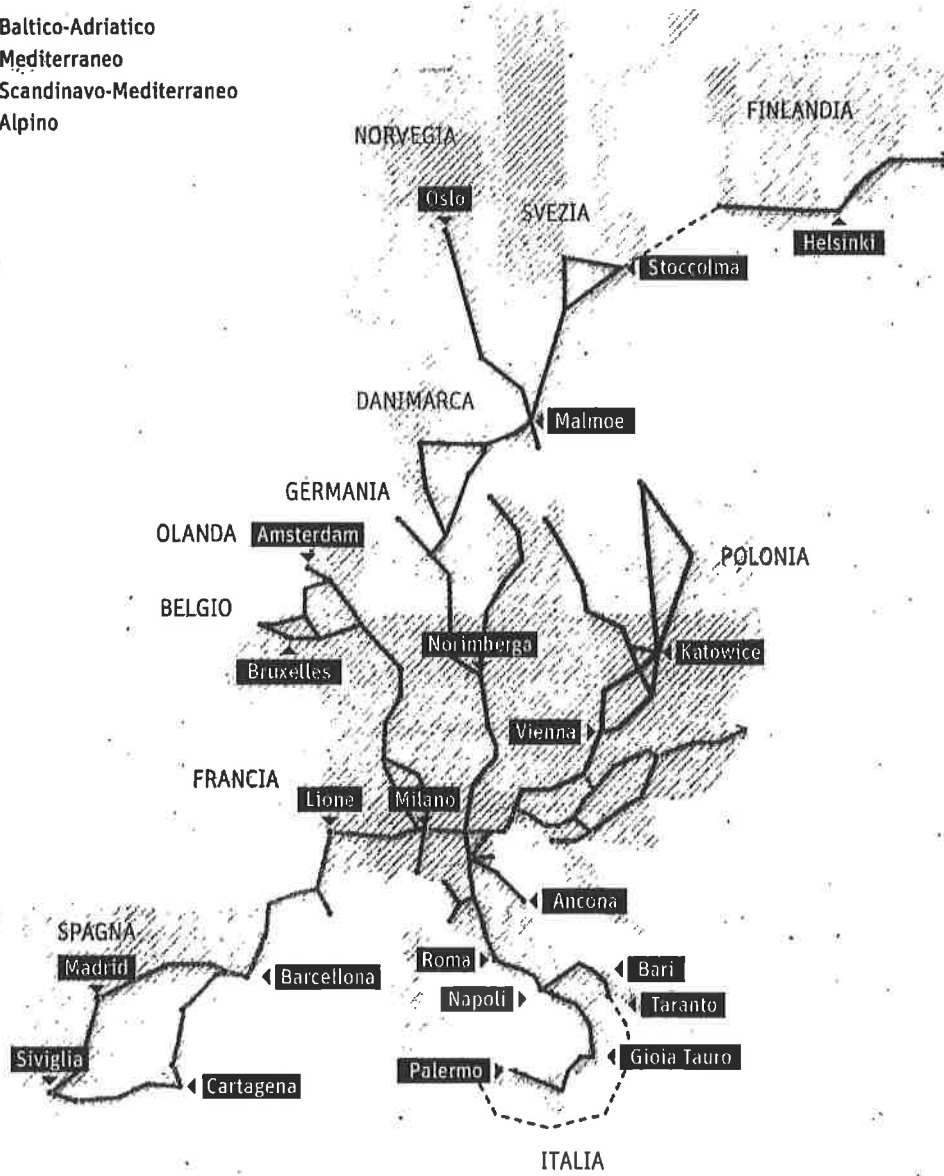 Baltico-Adriatico
Mediterraneo
Scandinavo-Mediterraneo
Alpino
FINLANDIA
NORVEGIA
Oslo
SVEZIA
Helsinki
Stoccolma
DANIMARCA
Malmoe
GERMANIA
OLANDA
Amsterdam
POLONIA
BELGIO
Norimberga
Katowice
Bruxelles
Vienna
FRANCIA
Lione
Milano
Ancona
SPAGNA
Roma
Bari
Madrid
Barcellona
Napoli
Taranto
Siviglia
Gioia Tauro
Palermo
Cartagena
ITALIA